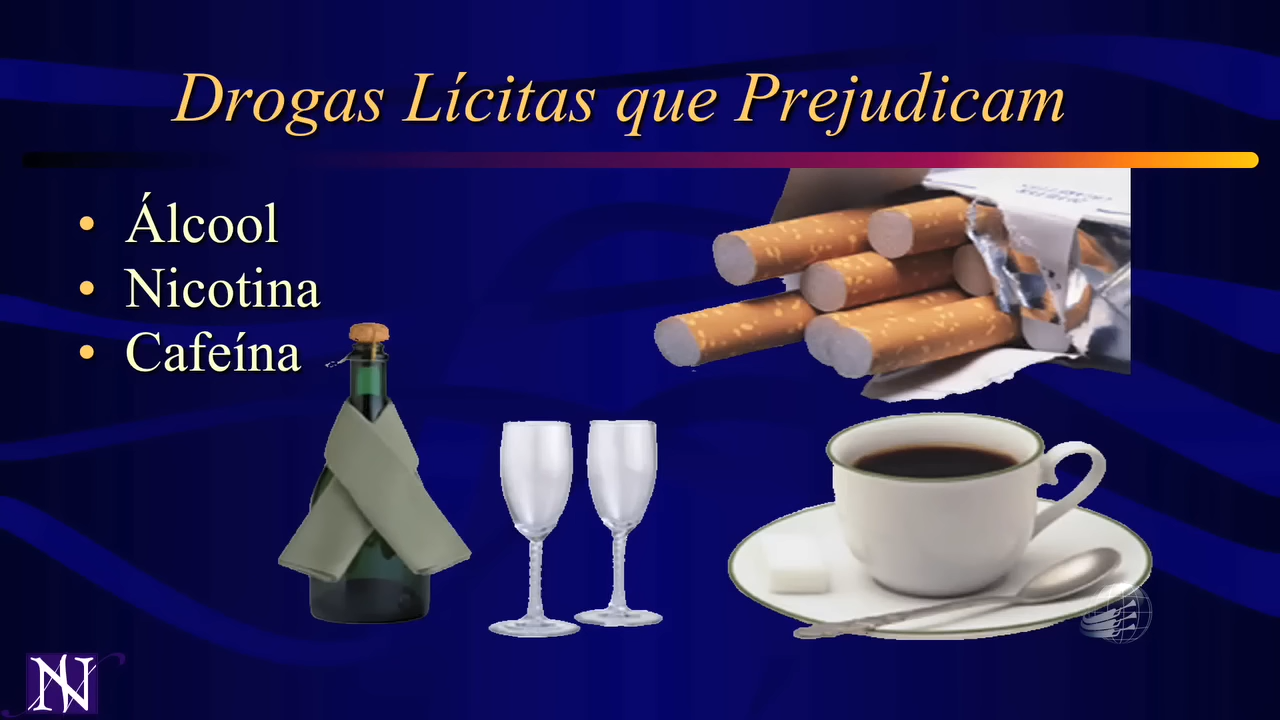 Drogas Lícitas que Prejudicam
• Álcool
• Nicotina
• Cafeína
N